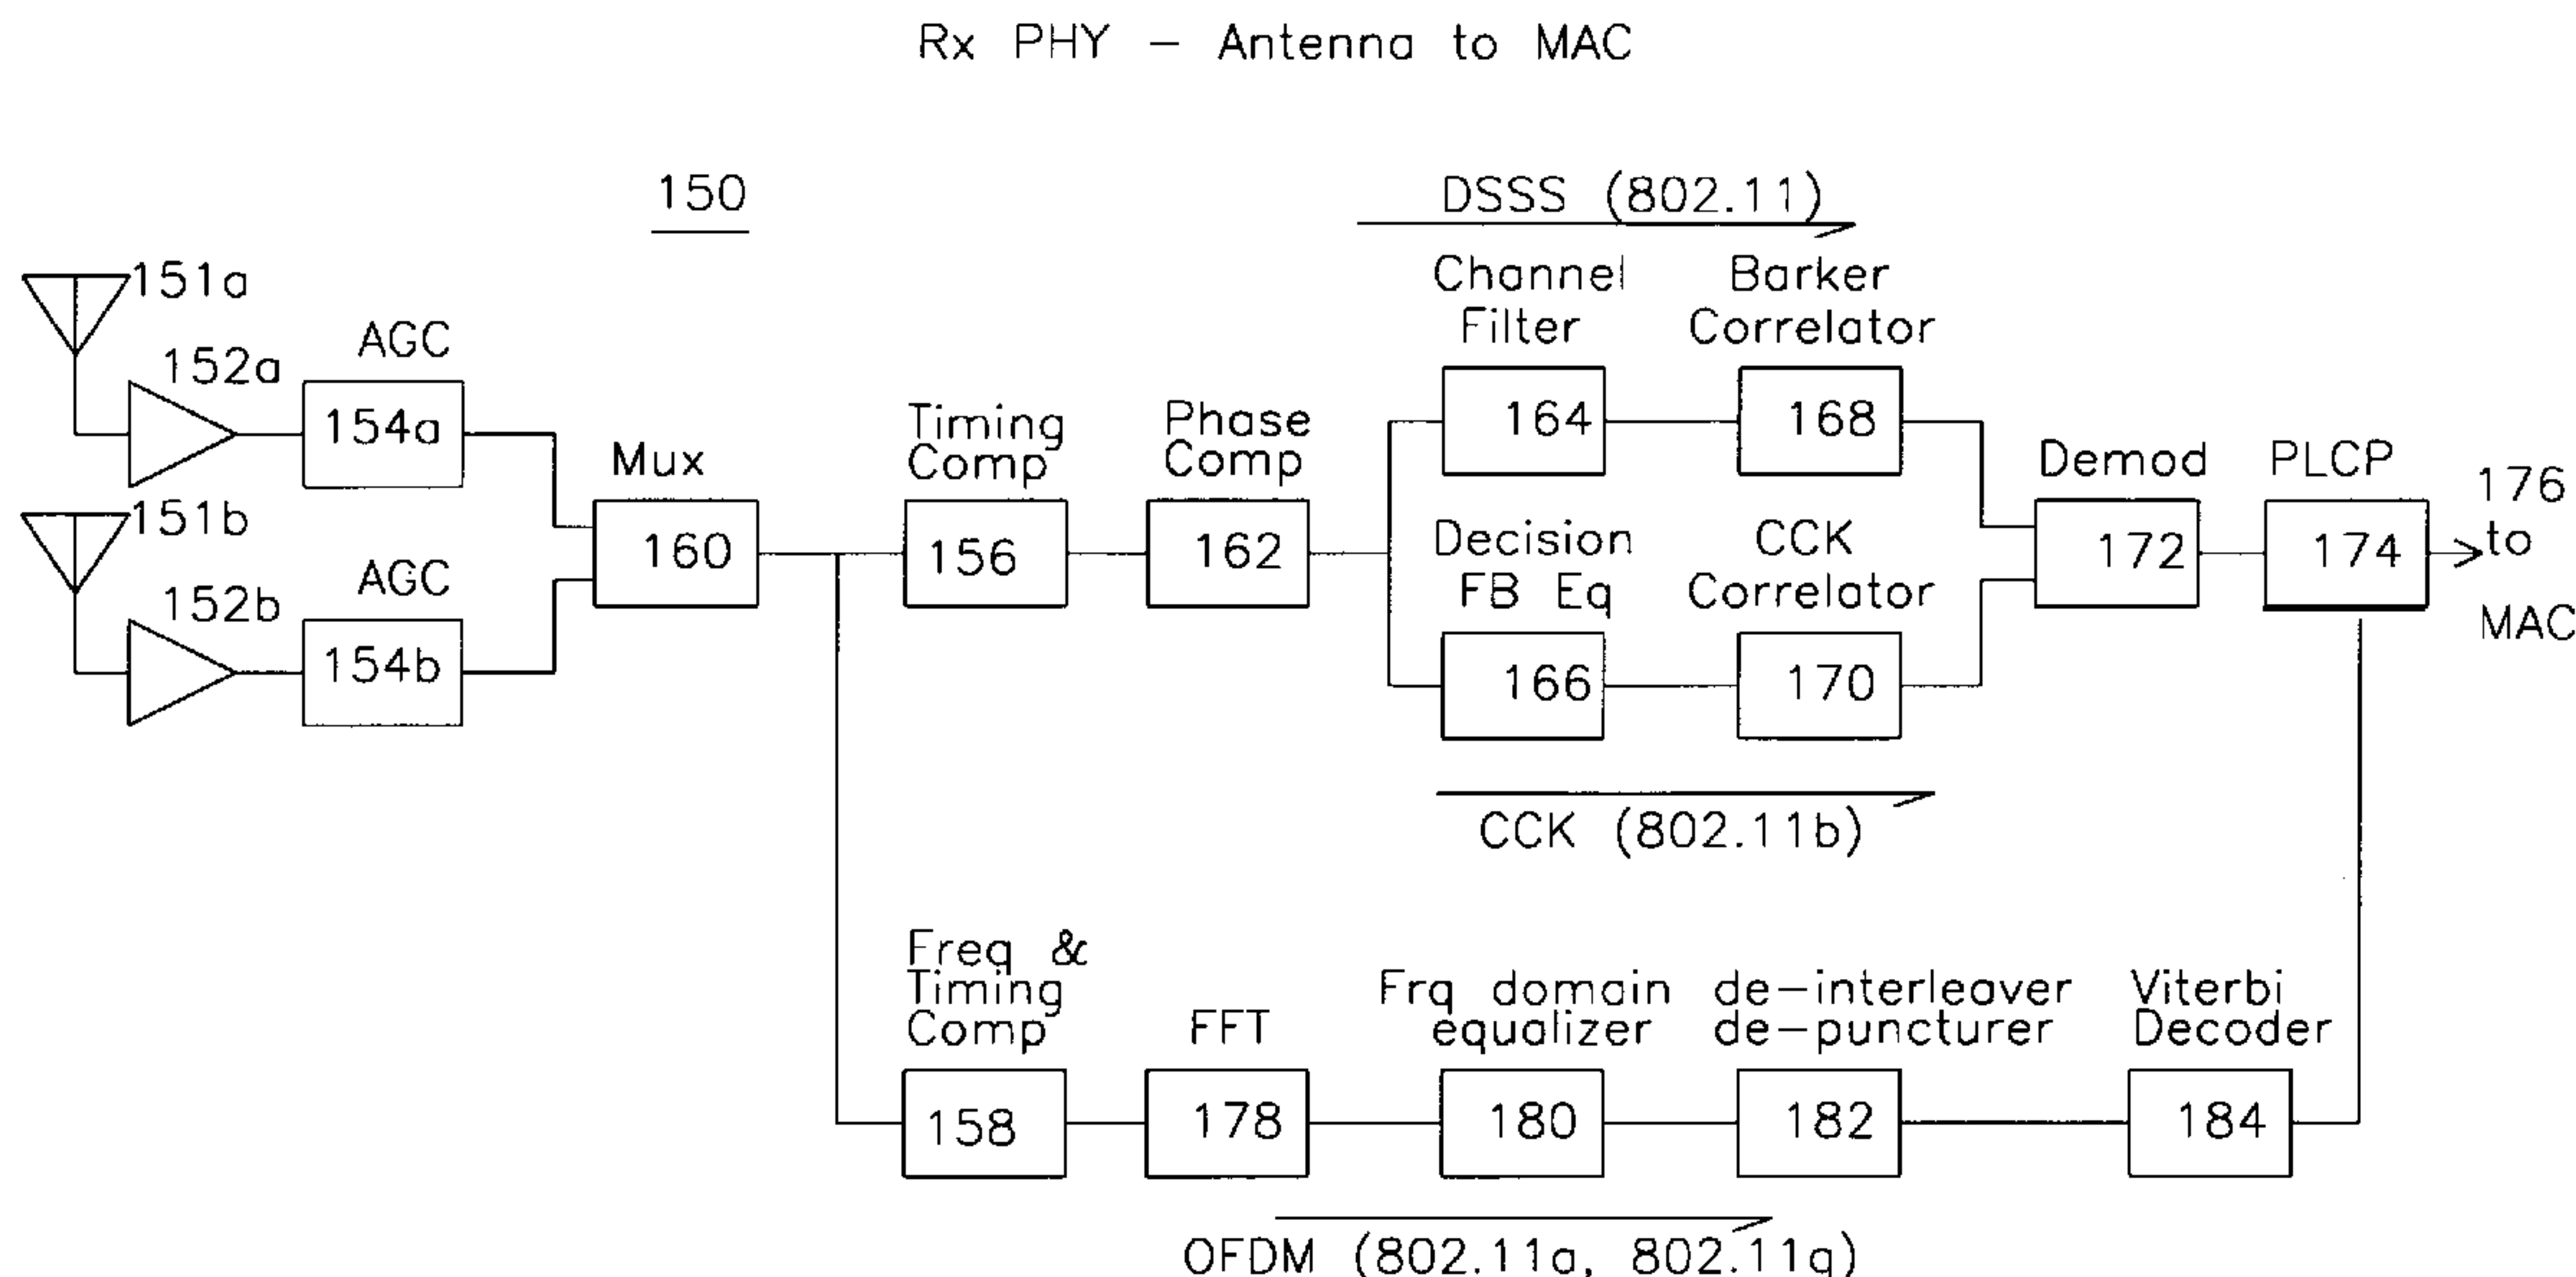 Rx PHY – Antenna to MAC
150
DSSS (802.11)
151a
152a
AGC
154a
151b
152b
AGC
154b
Mux
160
Timing
Comp
156
Phase
Comp
162
Channel
Filter
164
Barker
Correlator
168
Decision
FB Eq
166
CCK
Correlator
170
CCK (802.11b)
Demod
172
PLCP
174
176
to
MAC
Freq &
Timing
Comp
158
FFT
178
Frq domain
equalizer
180
de-interleaver
de-puncturer
182
Viterbi
Decoder
184
OFDM (802.11a, 802.11g)